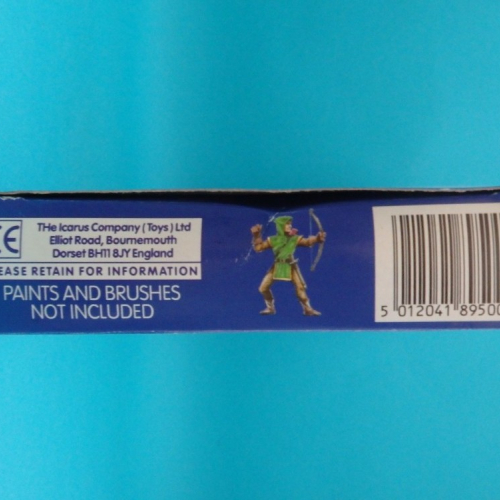 CE
THe Icarus Company (Toys) Ltd
Elliot Road, Bournemouth
Dorset BH11 8JY England
EASE RETAIN FOR INFORMATION
PAINTS AND BRUSHES
NOT INCLUDED
5 012041 89500